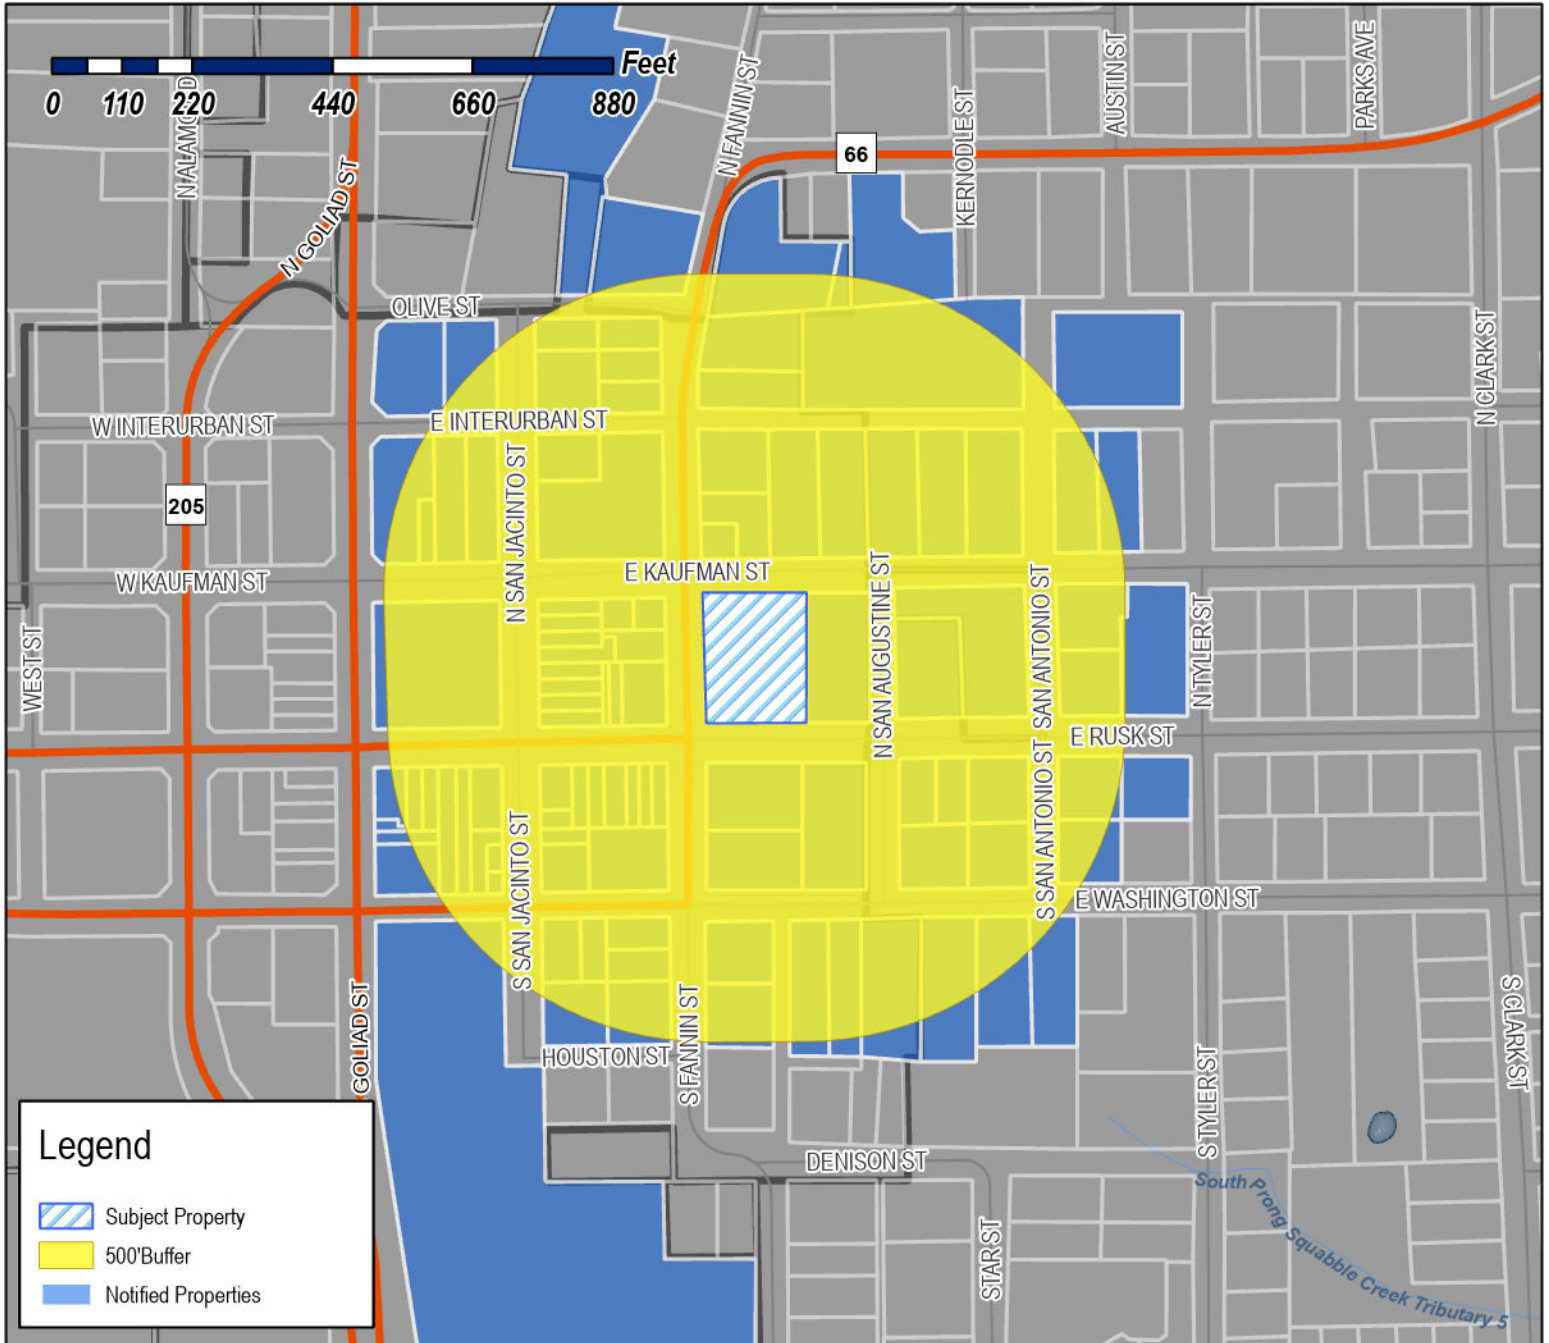 Feet
0 110 220 440 660 880
N ALAMO
N GOLIAD ST
N FANNIN ST
66
KERNODLE ST
AUSTIN ST
PARKS AVE
OLIVE ST
W INTERURBAN ST
E INTERURBAN ST
N CLARK ST
205
N SAN JACINTO ST
W KAUFMAN ST
E KAUFMAN ST
WEST ST
N SAN AUGUSTINE ST
SAN ANTONIO ST
N TYLER ST
E RUSK ST
S SAN JACINTO ST
S SAN ANTONIO ST
E WASHINGTON ST
GOLIAD ST
S FANNIN ST
HOUSTON ST
S TYLER ST
S CLARK ST
DENISON ST
STAR ST
South Prong Squabble Creek Tributary 5
Legend
Subject Property
500'Buffer
Notified Properties